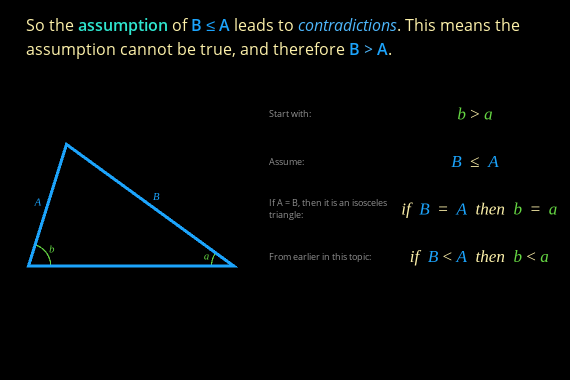 So the assumption of B ≤ A leads to contradictions. This means the
assumption cannot be true, and therefore B > A.
Start with:
b > a
Assume:
B ≤ A
If A = B, then it is an isosceles
triangle:
if B = A then b = a
From earlier in this topic:
if B < A then b < a
A
B
b
a